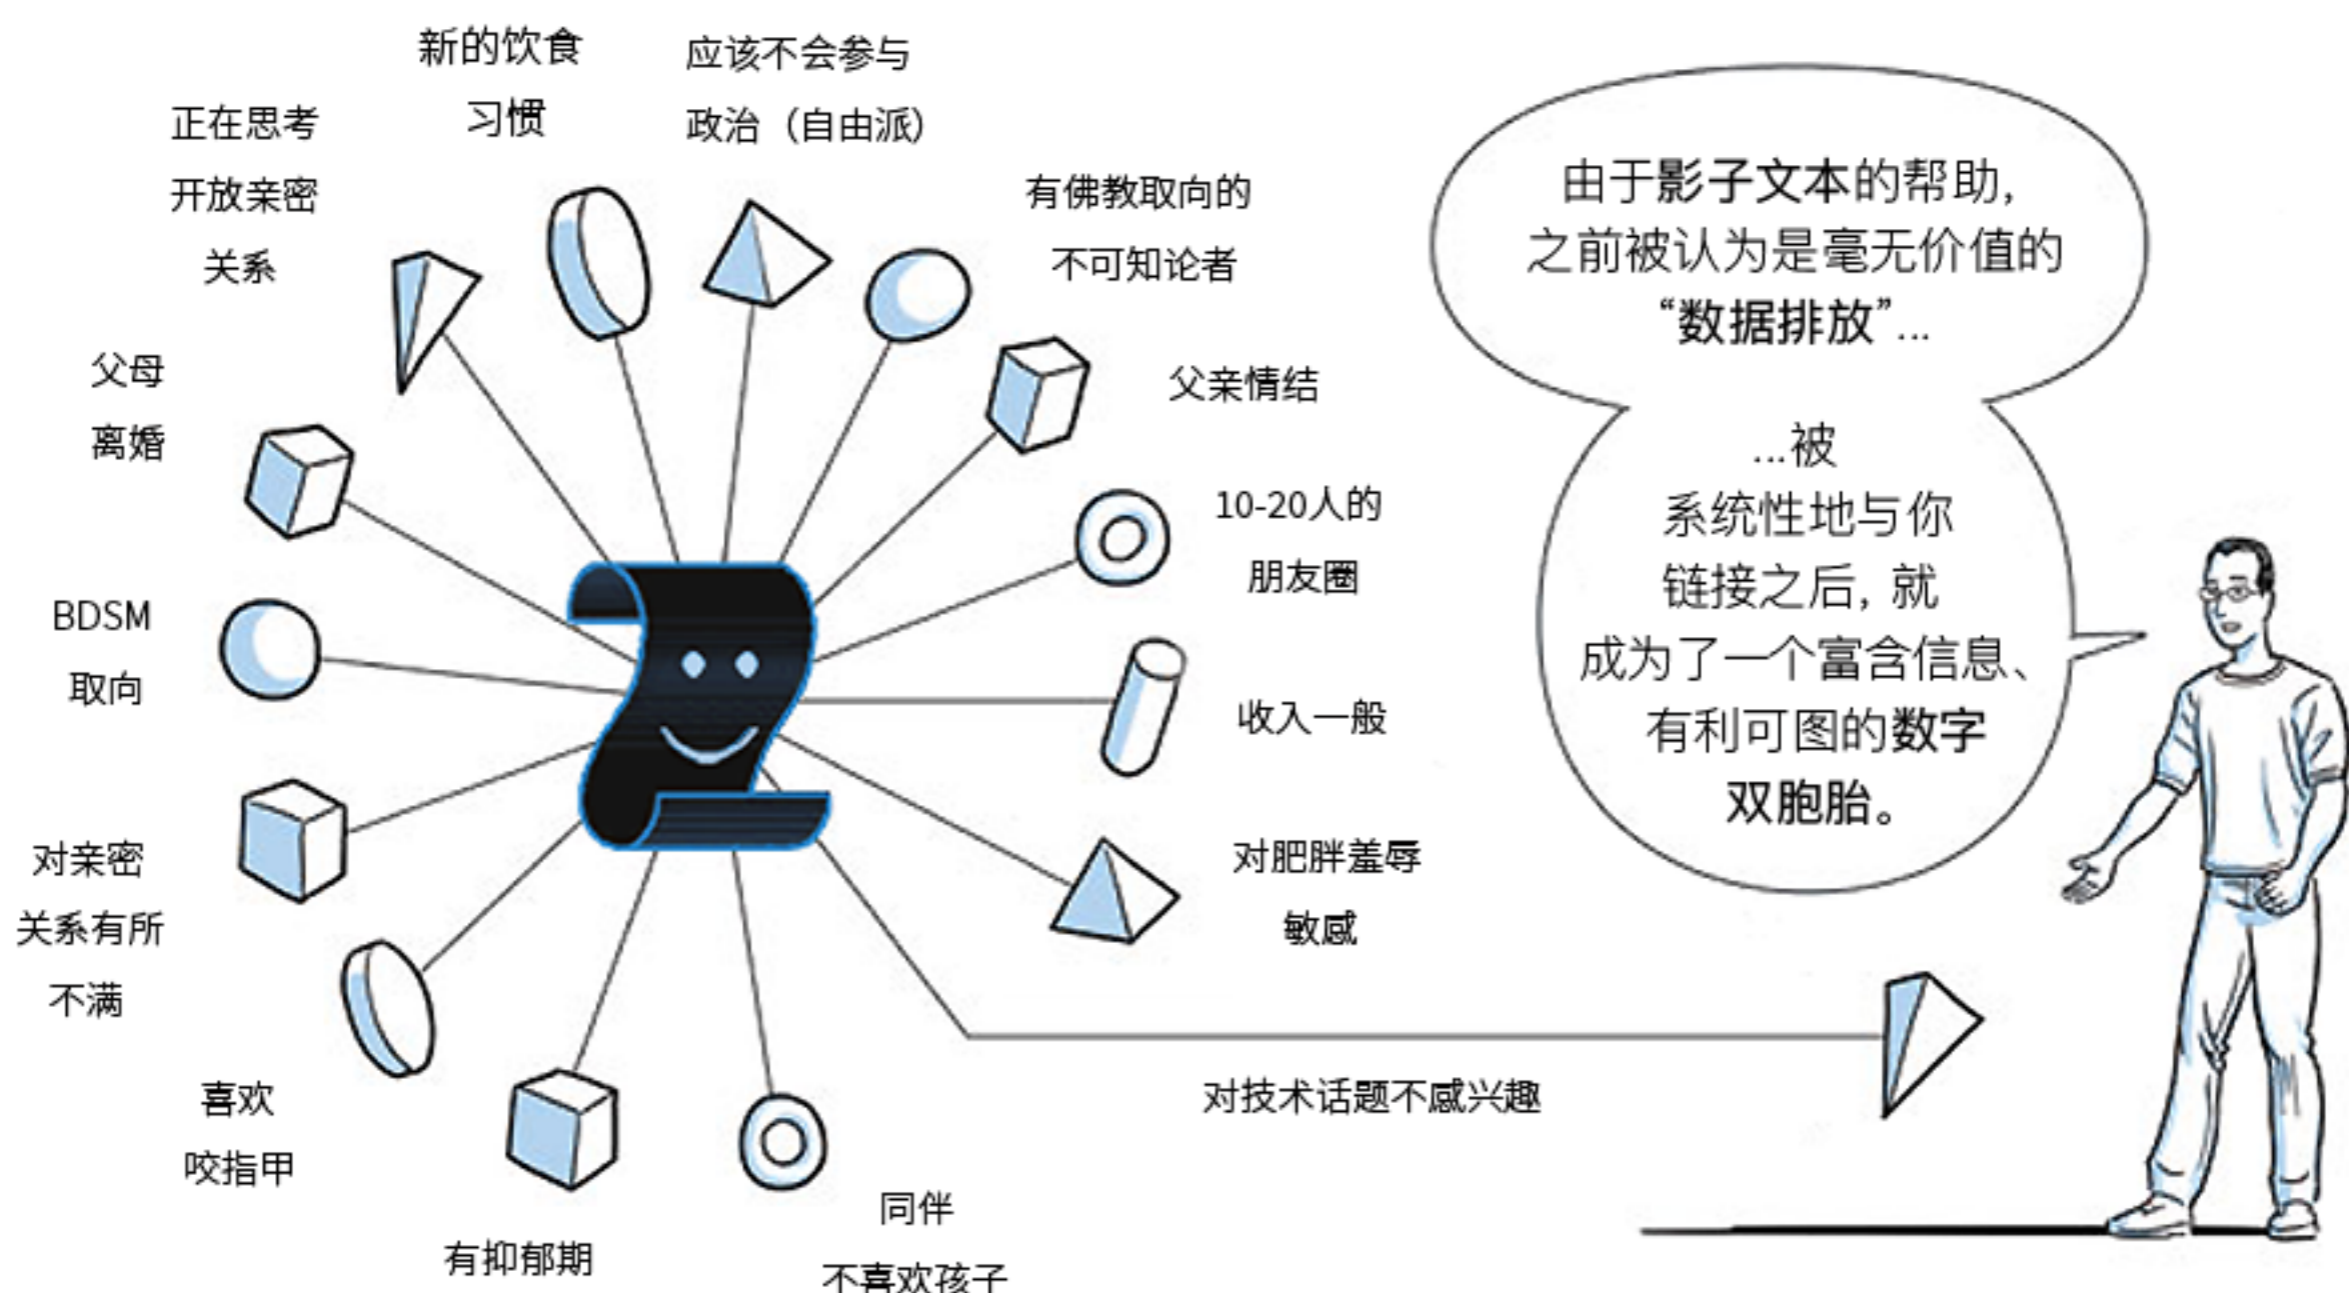 新的饮食
习惯
应该不会参与
政治（自由派）
正在思考
开放亲密
关系
有佛教取向的
不可知论者
父母
离婚
父亲情结
BDSM
取向
10-20人的
朋友圈
收入一般
对亲密
关系有所
不满
对肥胖羞辱
敏感
喜欢
咬指甲
有抑郁期
同伴
不喜欢孩子
对技术话题不感兴趣
由于影子文本的帮助，
之前被认为是毫无价值的
“数据排放”...
...被
系统性地与你
链接之后，就
成为了一个富含信息、
有利可图的数字
双胞胎。